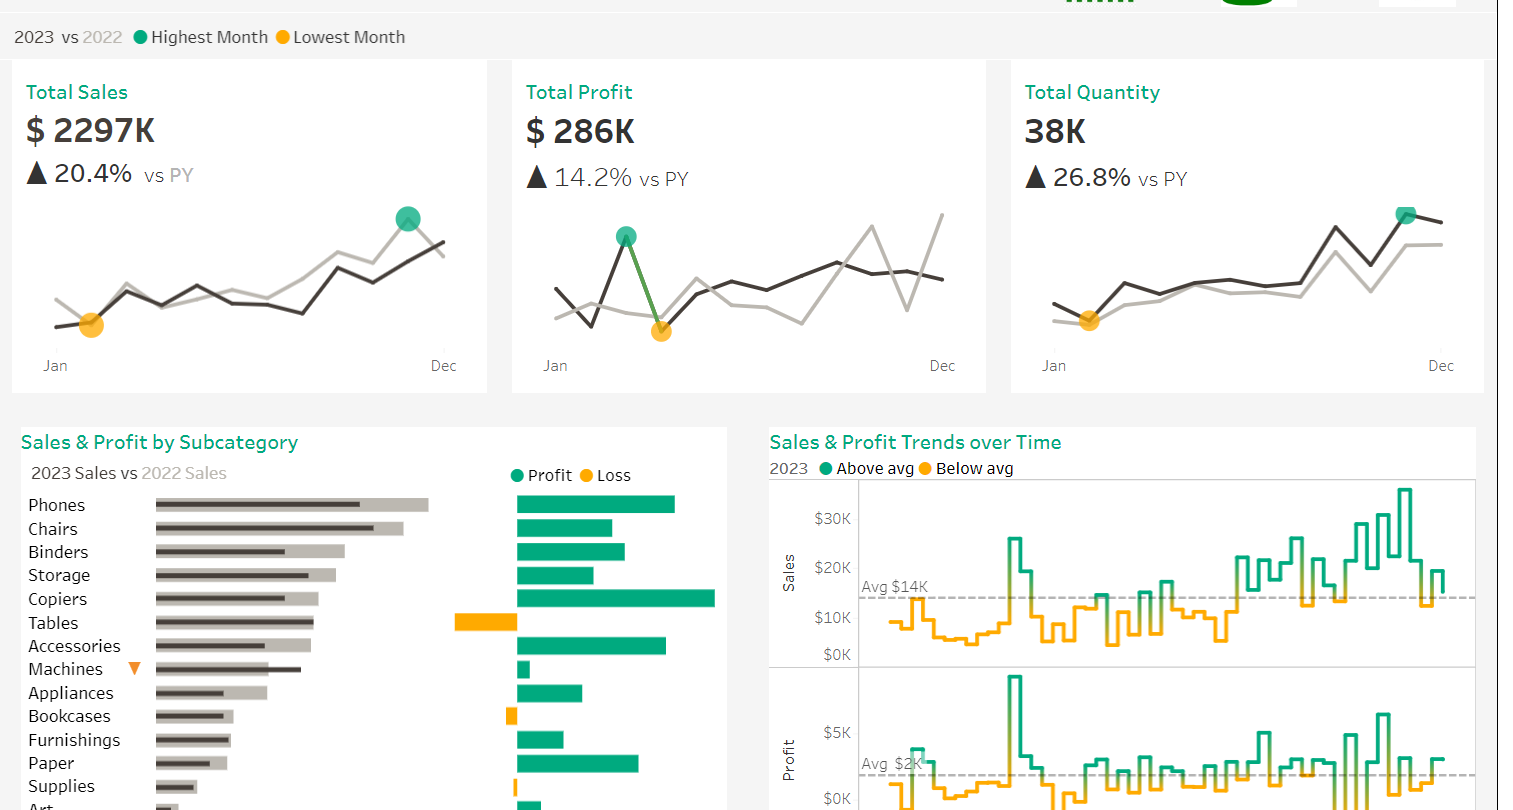 2023 vs 2022 Highest Month Lowest Month
Total Sales
$ 2297K
▲ 20.4% vs PY
Jan Dec
Total Profit
$ 286K
▲ 14.2% vs PY
Jan Dec
Total Quantity
38K
▲ 26.8% vs PY
Jan Dec
Sales & Profit by Subcategory
2023 Sales vs 2022 Sales
Profit Loss
Phones
Chairs
Binders
Storage
Copiers
Tables
Accessories
Machines ▼
Appliances
Bookcases
Furnishings
Paper
Supplies
Art
Sales & Profit Trends over Time
2023 Above avg Below avg
Sales
$30K
$20K
Avg $14K
$10K
$0K
Profit
$5K
Avg $2K
$0K